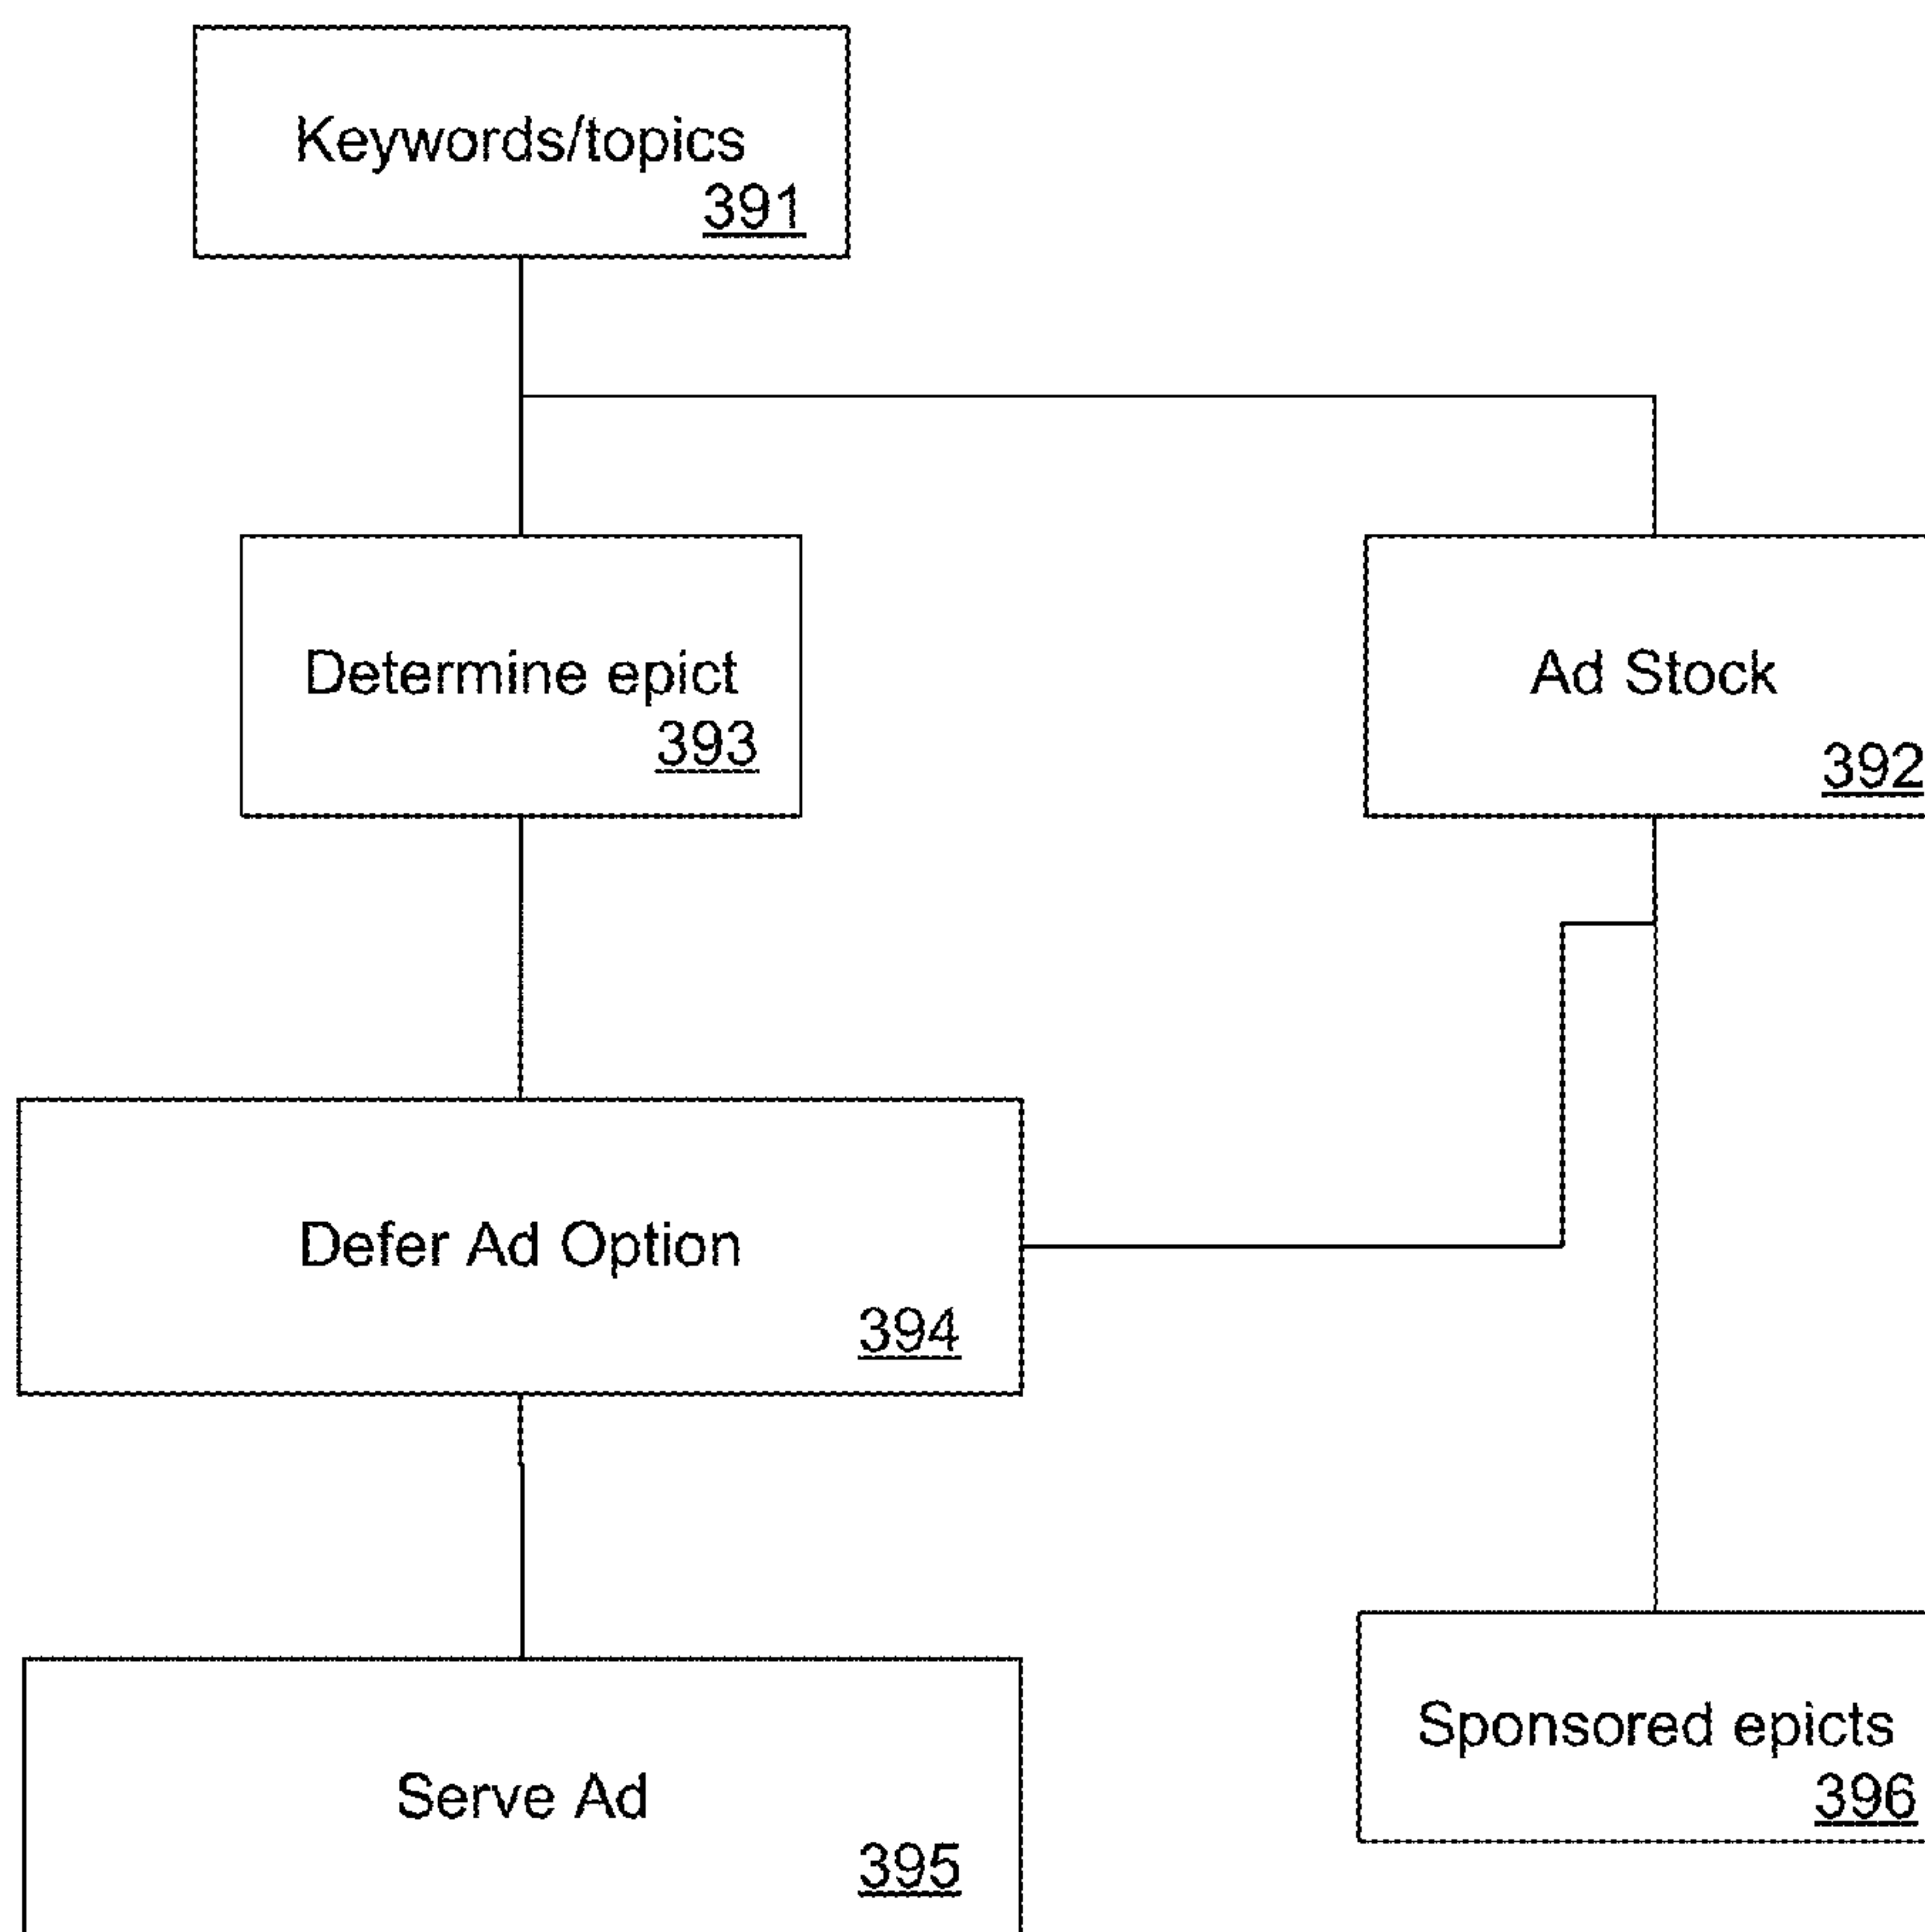 Keywords/topics
391
Determine epict
393
Ad Stock
392
Defer Ad Option
394
Serve Ad
395
Sponsored epicts
396